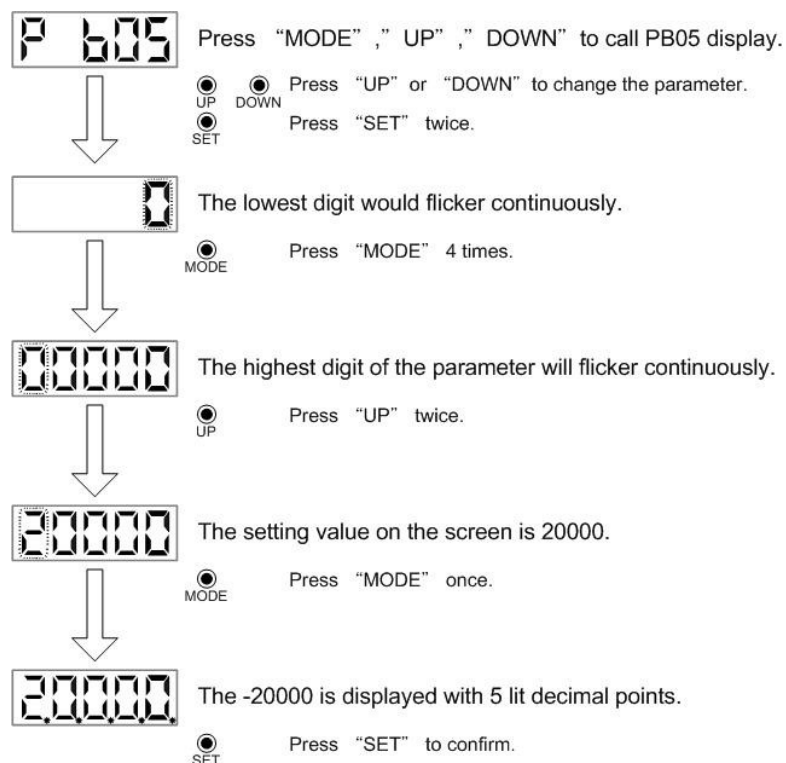 P b05
Press “MODE” ,” UP” ,” DOWN” to call PB05 display.
UP DOWN Press “UP” or “DOWN” to change the parameter.
SET Press “SET” twice.
0
The lowest digit would flicker continuously.
MODE Press “MODE” 4 times.
00000
The highest digit of the parameter will flicker continuously.
UP Press “UP” twice.
20000
The setting value on the screen is 20000.
MODE Press “MODE” once.
2.0.0.0.0.
The -20000 is displayed with 5 lit decimal points.
SET Press “SET” to confirm.